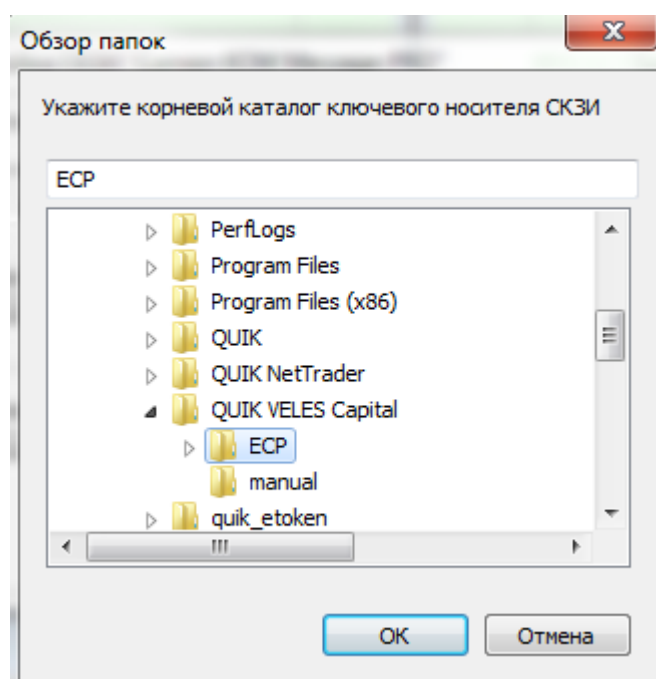 Обзор папок
Укажите корневой каталог ключевого носителя СКЗИ
ECP
PerfLogs
Program Files
Program Files (x86)
QUIK
QUIK NetTrader
QUIK VELES Capital
ECP
manual
quik_etoken
ОК
Отмена